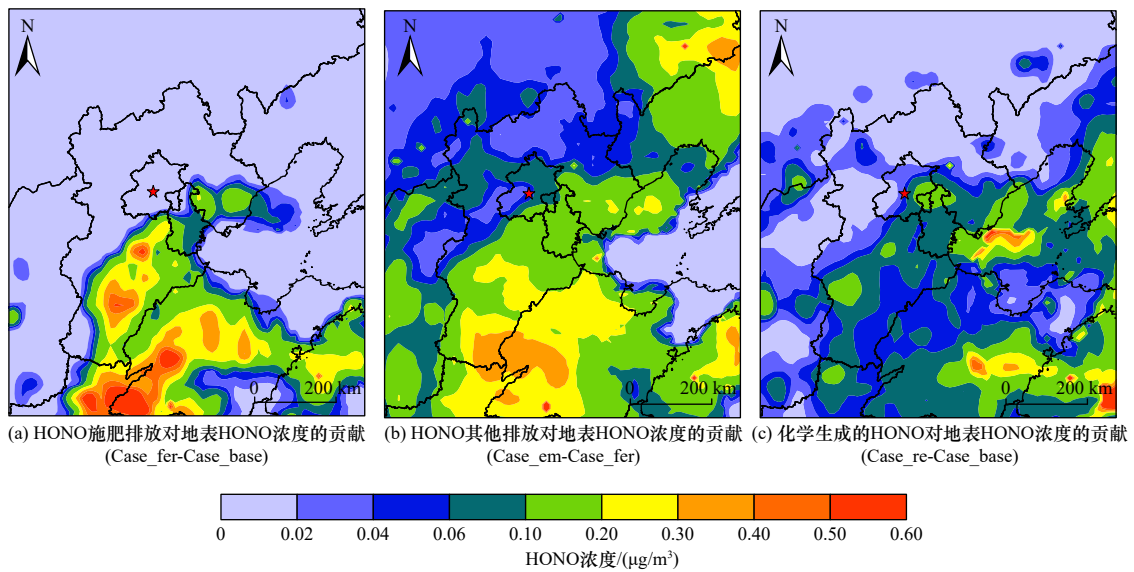 N
N
N
0 200 km
0 200 km
0 200 km
(a) HONO施肥排放对地表HONO浓度的贡献
(Case_fer-Case_base)
(b) HONO其他排放对地表HONO浓度的贡献
(Case_em-Case_fer)
(c) 化学生成的HONO对地表HONO浓度的贡献
(Case_re-Case_base)
0 0.02 0.04 0.06 0.10 0.20 0.30 0.40 0.50 0.60
HONO浓度/(μg/m³)